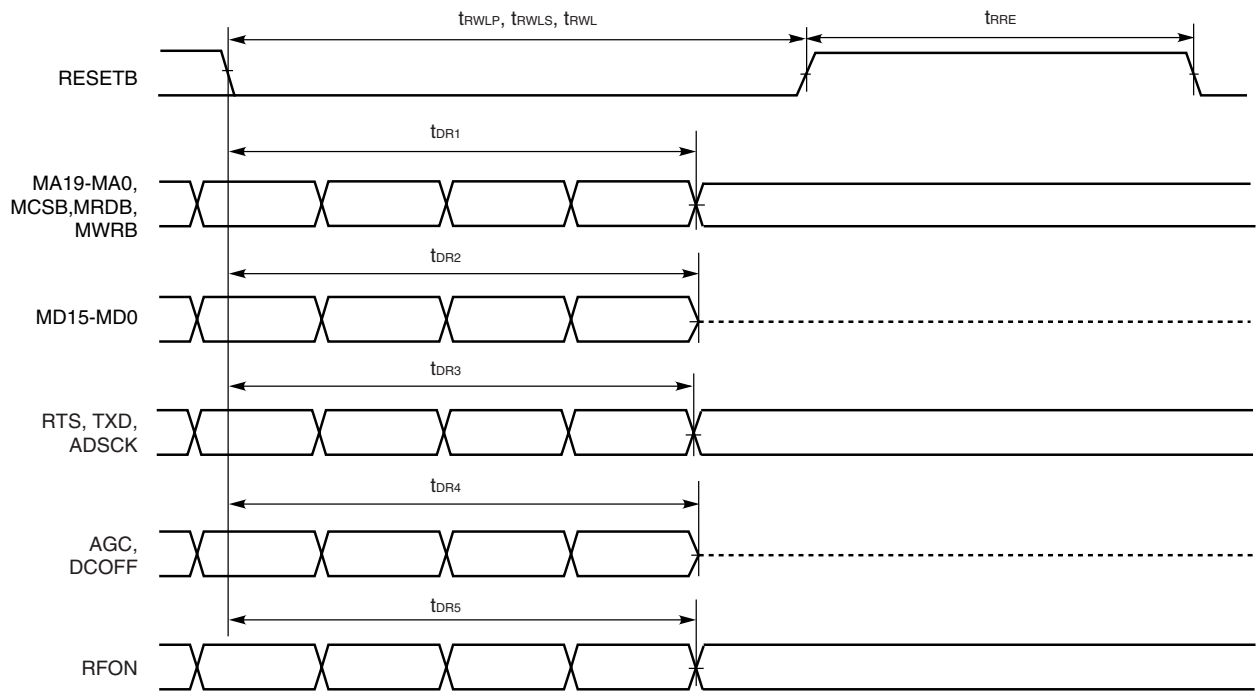 tRWLP, tRWLS, tRWL
tRRE
RESETB
tDR1
MA19-MA0,
MCSB,MRDB,
MWRB
tDR2
MD15-MD0
tDR3
RTS, TXD,
ADSCK
tDR4
AGC,
DCOFF
tDR5
RFON